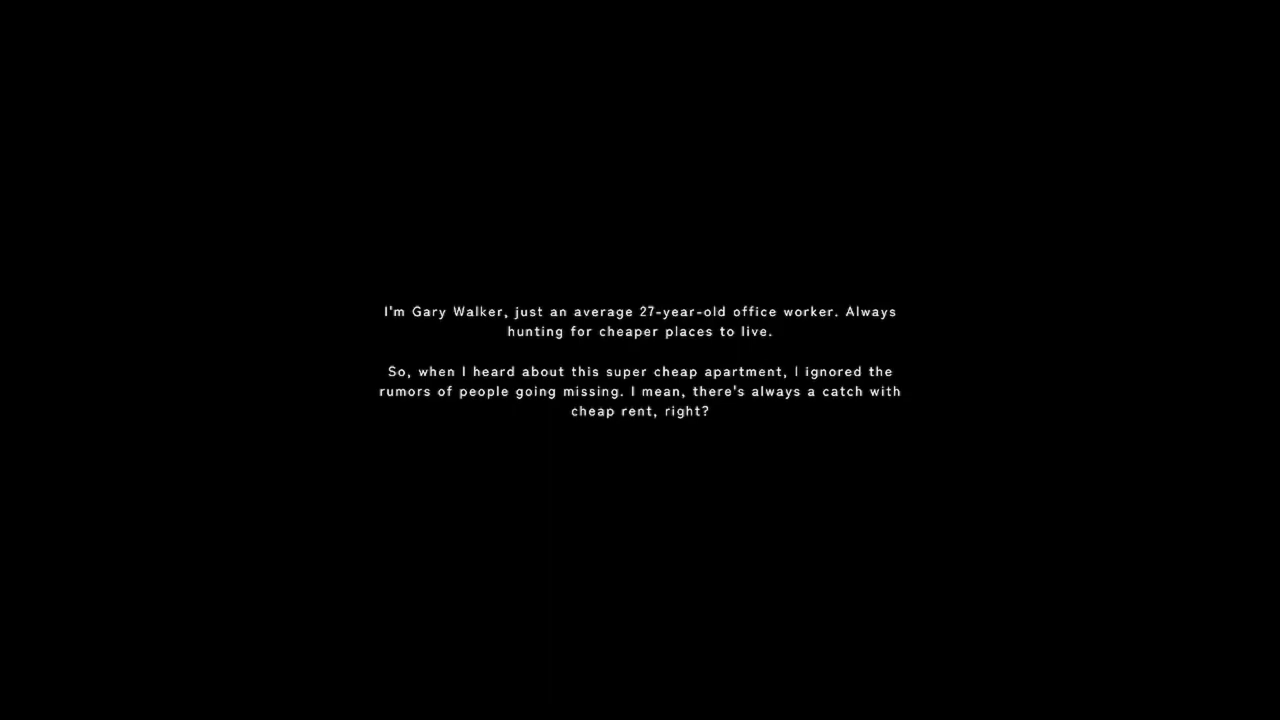 I'm Gary Walker, just an average 27-year-old office worker. Always
hunting for cheaper places to live.
So, when I heard about this super cheap apartment, I ignored the
rumors of people going missing. I mean, there's always a catch with
cheap rent, right?